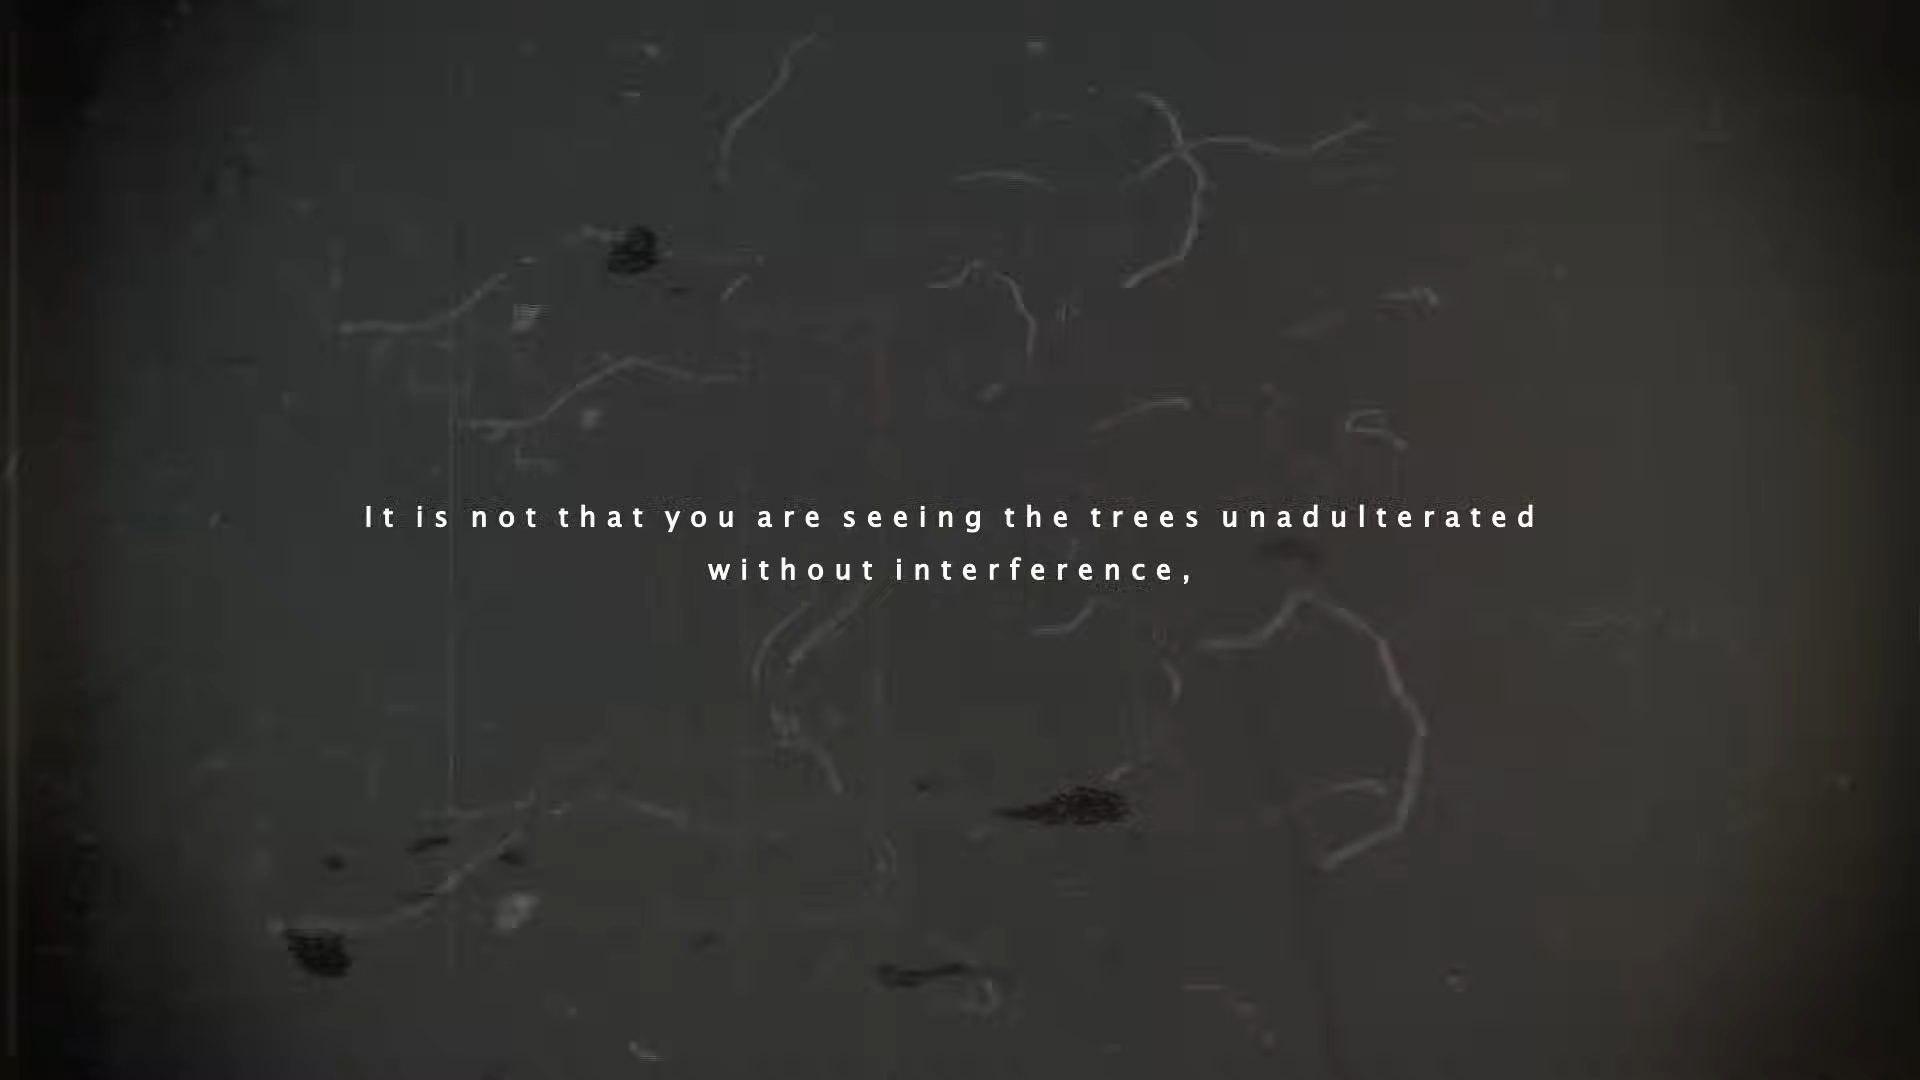 It is not that you are seeing the trees unadulterated
without interference,